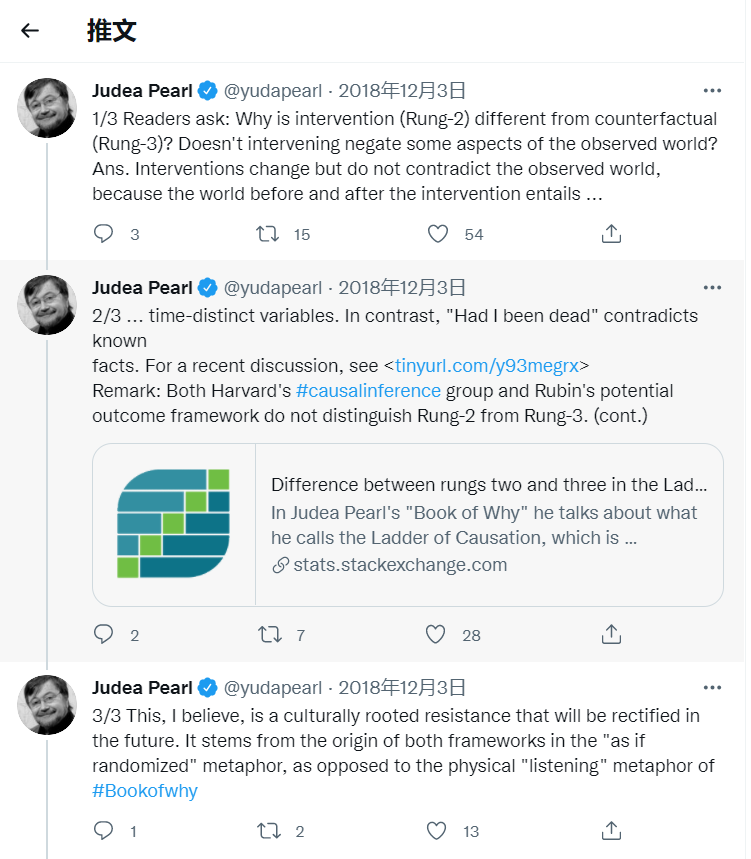 推文
Judea Pearl @yudapearl · 2018年12月3日
1/3 Readers ask: Why is intervention (Rung-2) different from counterfactual
(Rung-3)? Doesn't intervening negate some aspects of the observed world?
Ans. Interventions change but do not contradict the observed world,
because the world before and after the intervention entails ...
3 15 54
Judea Pearl @yudapearl · 2018年12月3日
2/3 ... time-distinct variables. In contrast, "Had I been dead" contradicts
known
facts. For a recent discussion, see <tinyurl.com/y93megrx>
Remark: Both Harvard's #causalinference group and Rubin's potential
outcome framework do not distinguish Rung-2 from Rung-3. (cont.)
Difference between rungs two and three in the Lad...
In Judea Pearl's "Book of Why" he talks about what
he calls the Ladder of Causation, which is ...
stats.stackexchange.com
2 7 28
Judea Pearl @yudapearl · 2018年12月3日
3/3 This, I believe, is a culturally rooted resistance that will be rectified in
the future. It stems from the origin of both frameworks in the "as if
randomized" metaphor, as opposed to the physical "listening" metaphor of
#Bookofwhy
1 2 13